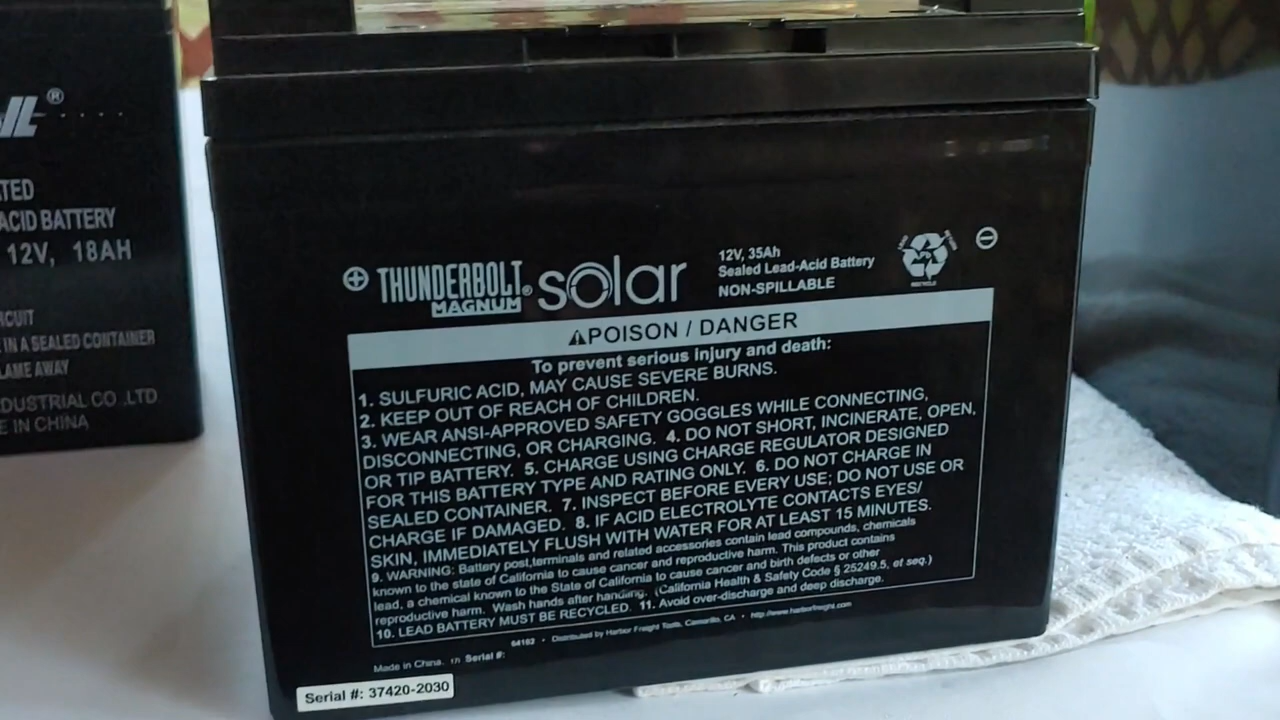 ®
TED
ACID BATTERY
12V, 18AH
RCUIT
IN A SEALED CONTAINER
LAME AWAY
DUSTRIAL CO.,LTD
E IN CHINA
THUNDERBOLT® solar
MAGNUM
12V, 35Ah
Sealed Lead-Acid Battery
NON-SPILLABLE
RECYCLE
POISON / DANGER
To prevent serious injury and death:
1. SULFURIC ACID, MAY CAUSE SEVERE BURNS.
2. KEEP OUT OF REACH OF CHILDREN.
3. WEAR ANSI-APPROVED SAFETY GOGGLES WHILE CONNECTING,
DISCONNECTING, OR CHARGING. 4. DO NOT SHORT, INCINERATE, OPEN,
OR TIP BATTERY. 5. CHARGE USING CHARGE REGULATOR DESIGNED
FOR THIS BATTERY TYPE AND RATING ONLY. 6. DO NOT CHARGE IN
SEALED CONTAINER. 7. INSPECT BEFORE EVERY USE; DO NOT USE OR
CHARGE IF DAMAGED. 8. IF ACID ELECTROLYTE CONTACTS EYES/
SKIN, IMMEDIATELY FLUSH WITH WATER FOR AT LEAST 15 MINUTES.
9. WARNING: Battery post,terminals and related accessories contain lead compounds, chemicals
known to the state of California to cause cancer and reproductive harm. This product contains
lead, a chemical known to the State of California to cause cancer and birth defects or other
reproductive harm. Wash hands after handling. (California Health & Safety Code § 25249.5, et seq.)
10. LEAD BATTERY MUST BE RECYCLED. 11. Avoid over-discharge and deep discharge.
64102 • Distributed by Harbor Freight Tools, Camarillo, CA • http://www.harborfreight.com
Made in China. Serial #:
Serial #: 37420-2030